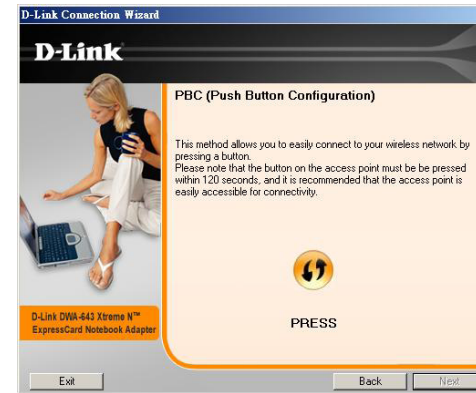 D-Link Connection Wizard
D-Link
PBC (Push Button Configuration)
This method allows you to easily connect to your wireless network by
pressing a button.
Please note that the button on the access point must be be pressed
within 120 seconds, and it is recommended that the access point is
easily accessible for connectivity.
PRESS
D-Link DWA-643 Xtreme N™
ExpressCard Notebook Adapter
Exit
Back
Next